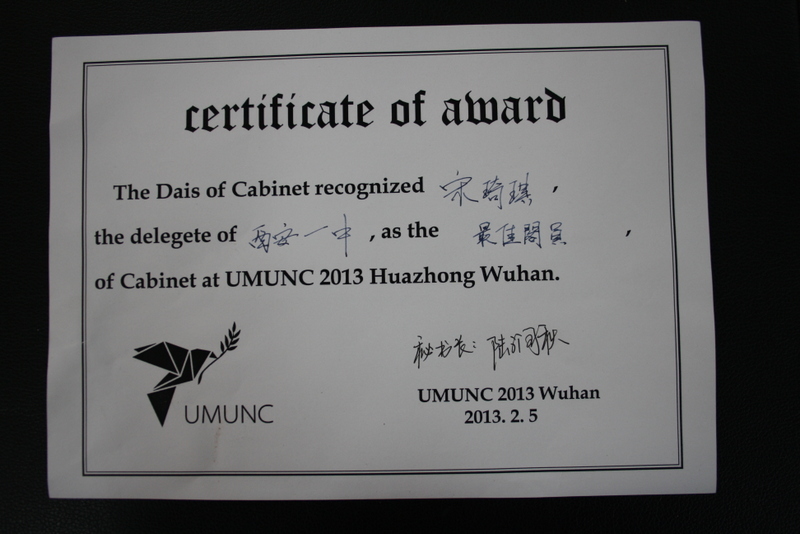 certificate of award
The Dais of Cabinet recognized 宋琦琪 ,
the delegete of 西安一中 , as the 最佳閣員 ,
of Cabinet at UMUNC 2013 Huazhong Wuhan.
秘书长:
UMUNC
UMUNC 2013 Wuhan
2013. 2. 5